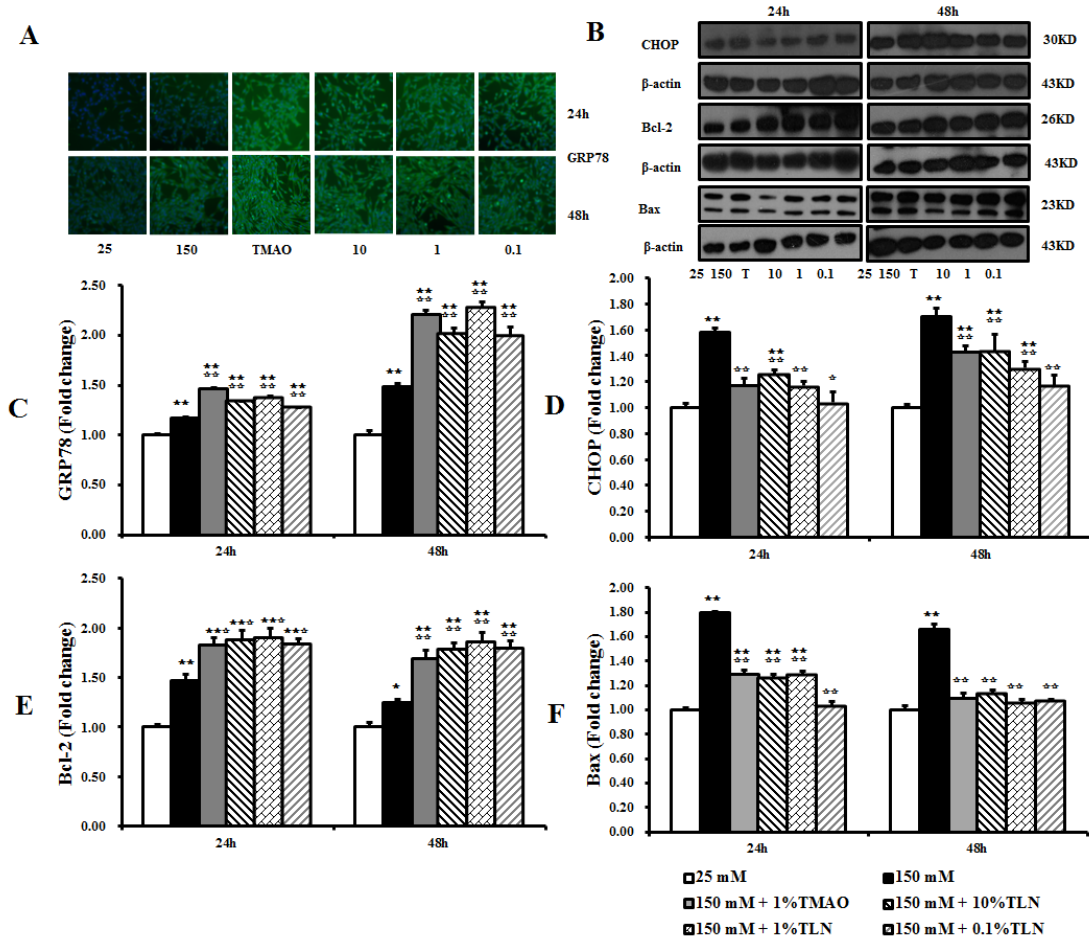 A
24h
GRP78
48h
25 150 TMAO 10 1 0.1
B
24h 48h
CHOP 30KD
β-actin 43KD
Bcl-2 26KD
β-actin 43KD
Bax 23KD
β-actin 43KD
25 150 T 10 1 0.1 25 150 T 10 1 0.1
C
GRP78 (Fold change)
2.50
2.00
1.50
1.00
0.50
0.00
24h 48h
D
CHOP (Fold change)
2.00
1.80
1.60
1.40
1.20
1.00
0.80
0.60
0.40
0.20
0.00
24h 48h
E
Bcl-2 (Fold change)
2.50
2.00
1.50
1.00
0.50
0.00
24h 48h
F
Bax (Fold change)
2.00
1.80
1.60
1.40
1.20
1.00
0.80
0.60
0.40
0.20
0.00
24h 48h
25 mM 150 mM
150 mM + 1%TMAO 150 mM + 10%TLN
150 mM + 1%TLN 150 mM + 0.1%TLN